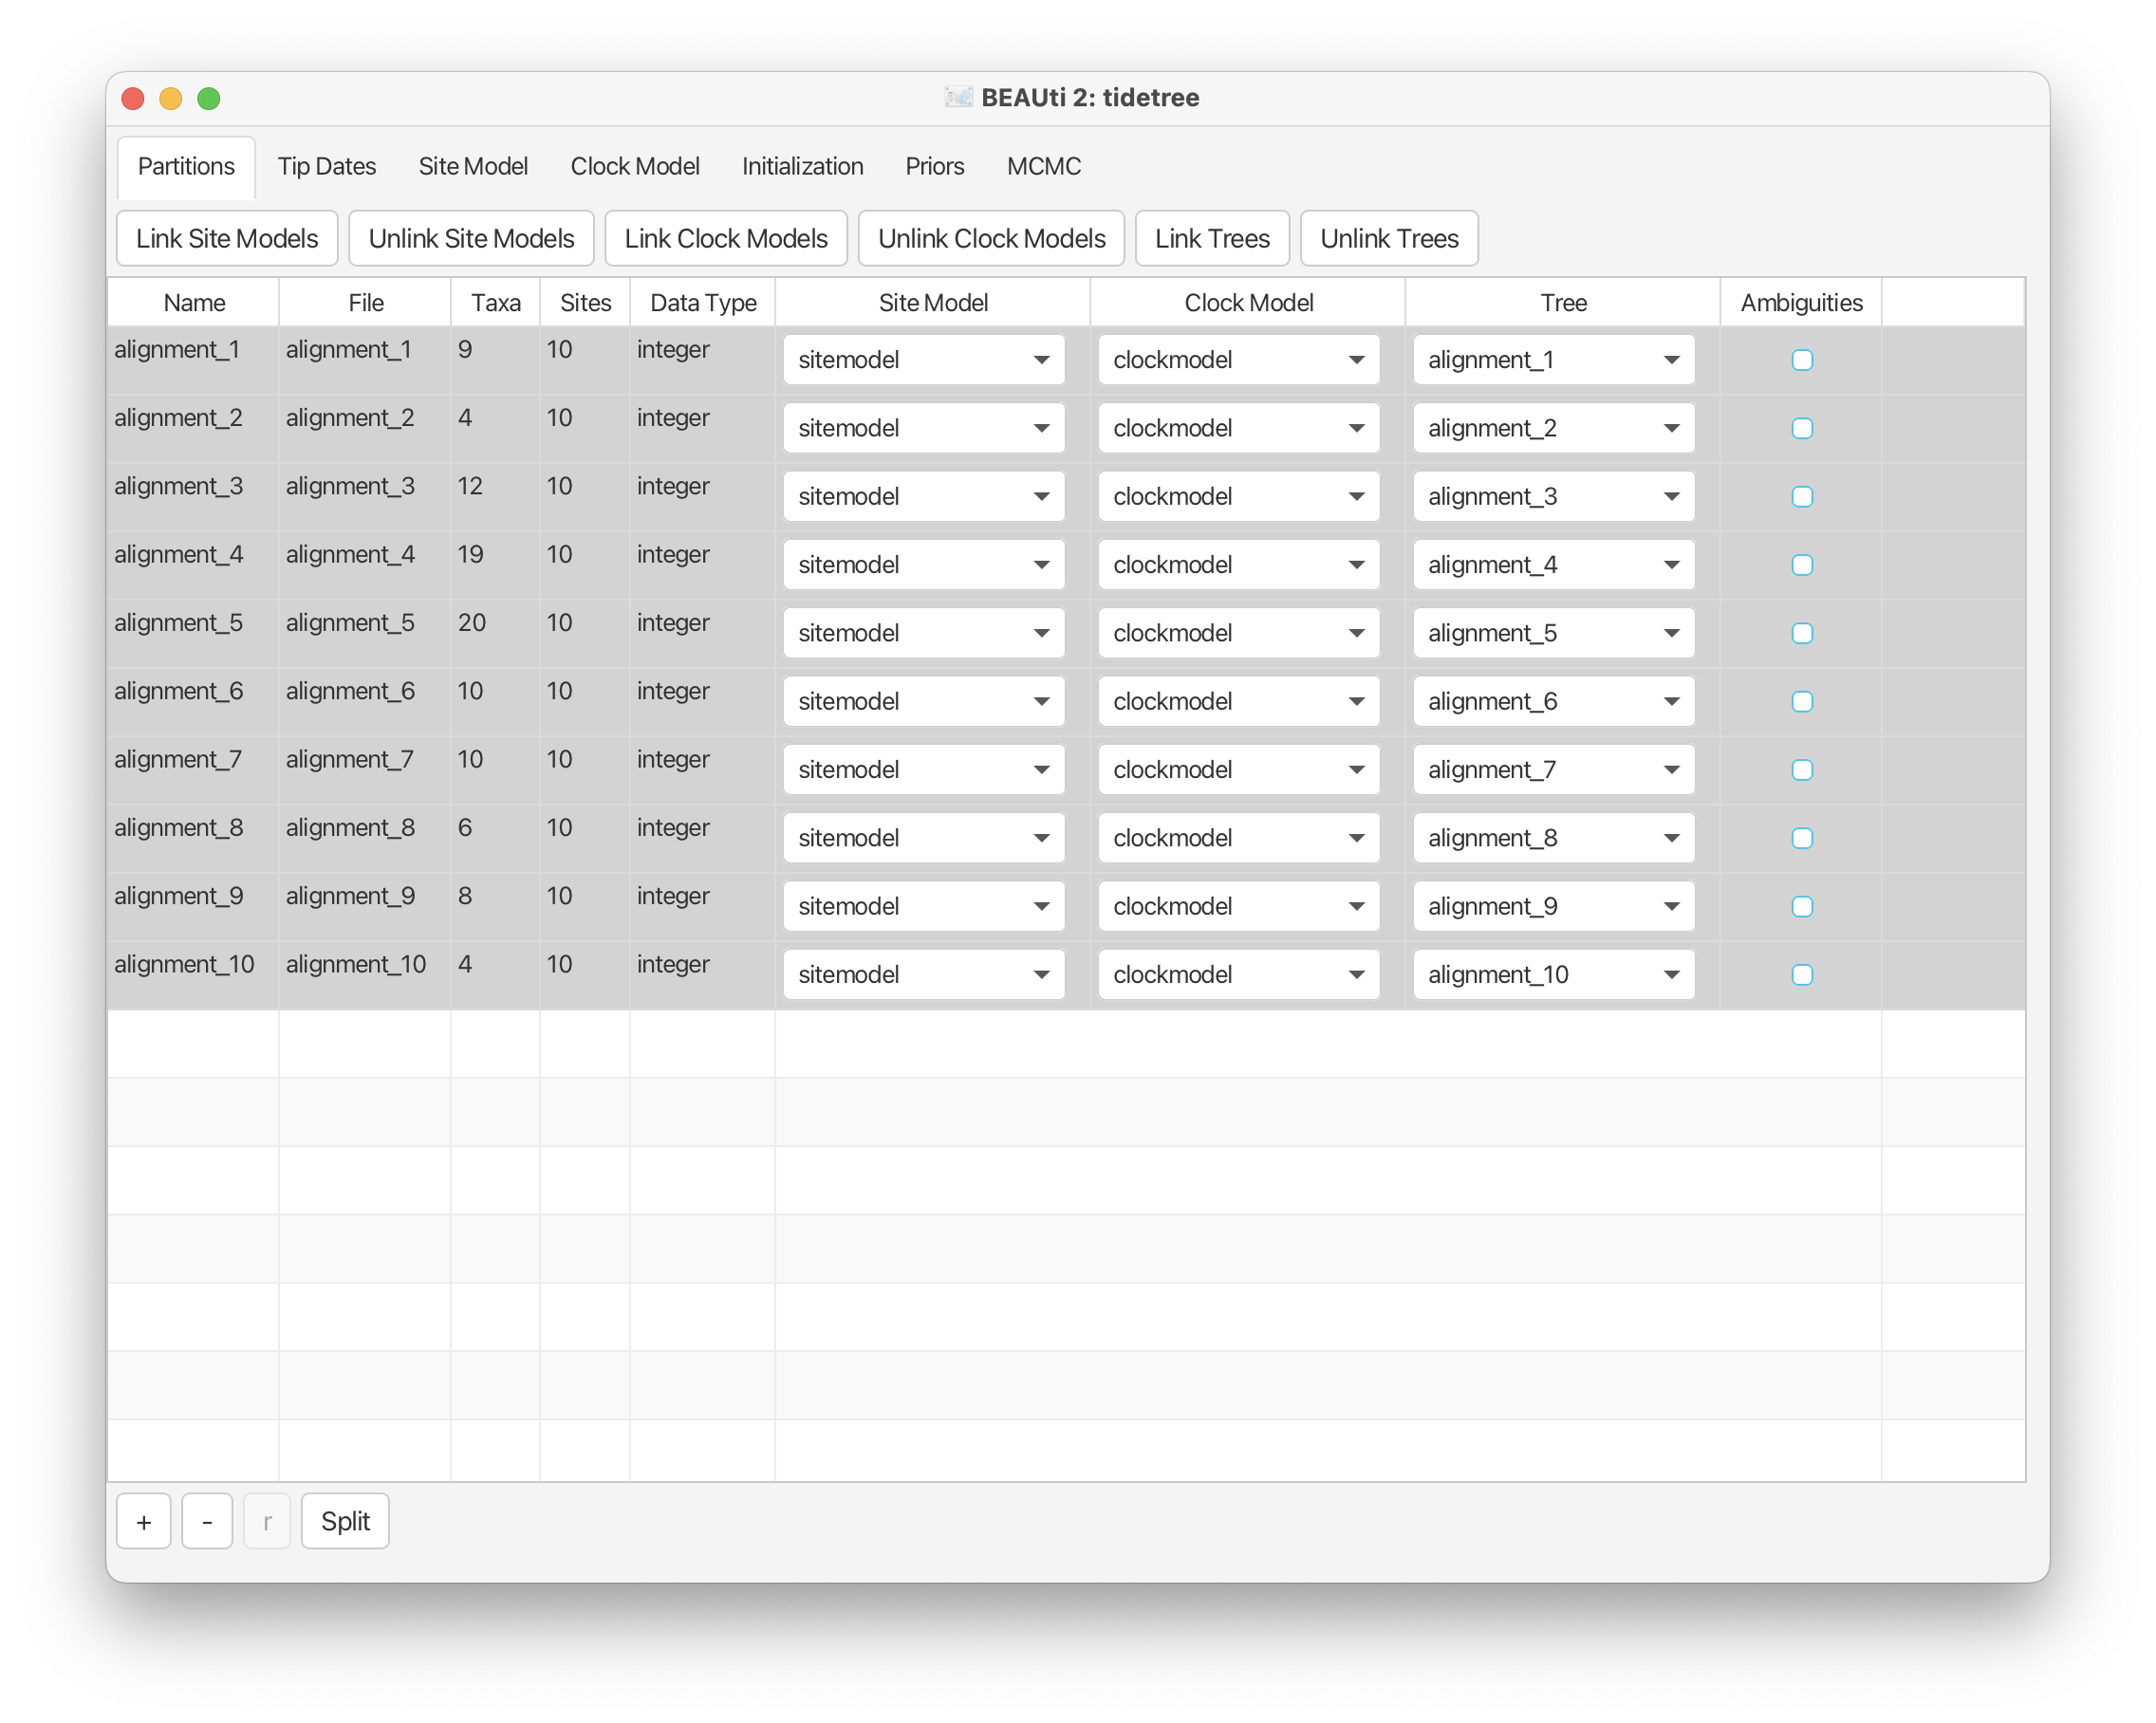 BEAUti 2: tidetree
Partitions Tip Dates Site Model Clock Model Initialization Priors MCMC
Link Site Models Unlink Site Models Link Clock Models Unlink Clock Models Link Trees Unlink Trees
Name File Taxa Sites Data Type Site Model Clock Model Tree Ambiguities
alignment_1 alignment_1 9 10 integer sitemodel clockmodel alignment_1
alignment_2 alignment_2 4 10 integer sitemodel clockmodel alignment_2
alignment_3 alignment_3 12 10 integer sitemodel clockmodel alignment_3
alignment_4 alignment_4 19 10 integer sitemodel clockmodel alignment_4
alignment_5 alignment_5 20 10 integer sitemodel clockmodel alignment_5
alignment_6 alignment_6 10 10 integer sitemodel clockmodel alignment_6
alignment_7 alignment_7 10 10 integer sitemodel clockmodel alignment_7
alignment_8 alignment_8 6 10 integer sitemodel clockmodel alignment_8
alignment_9 alignment_9 8 10 integer sitemodel clockmodel alignment_9
alignment_10 alignment_10 4 10 integer sitemodel clockmodel alignment_10
+ - r Split